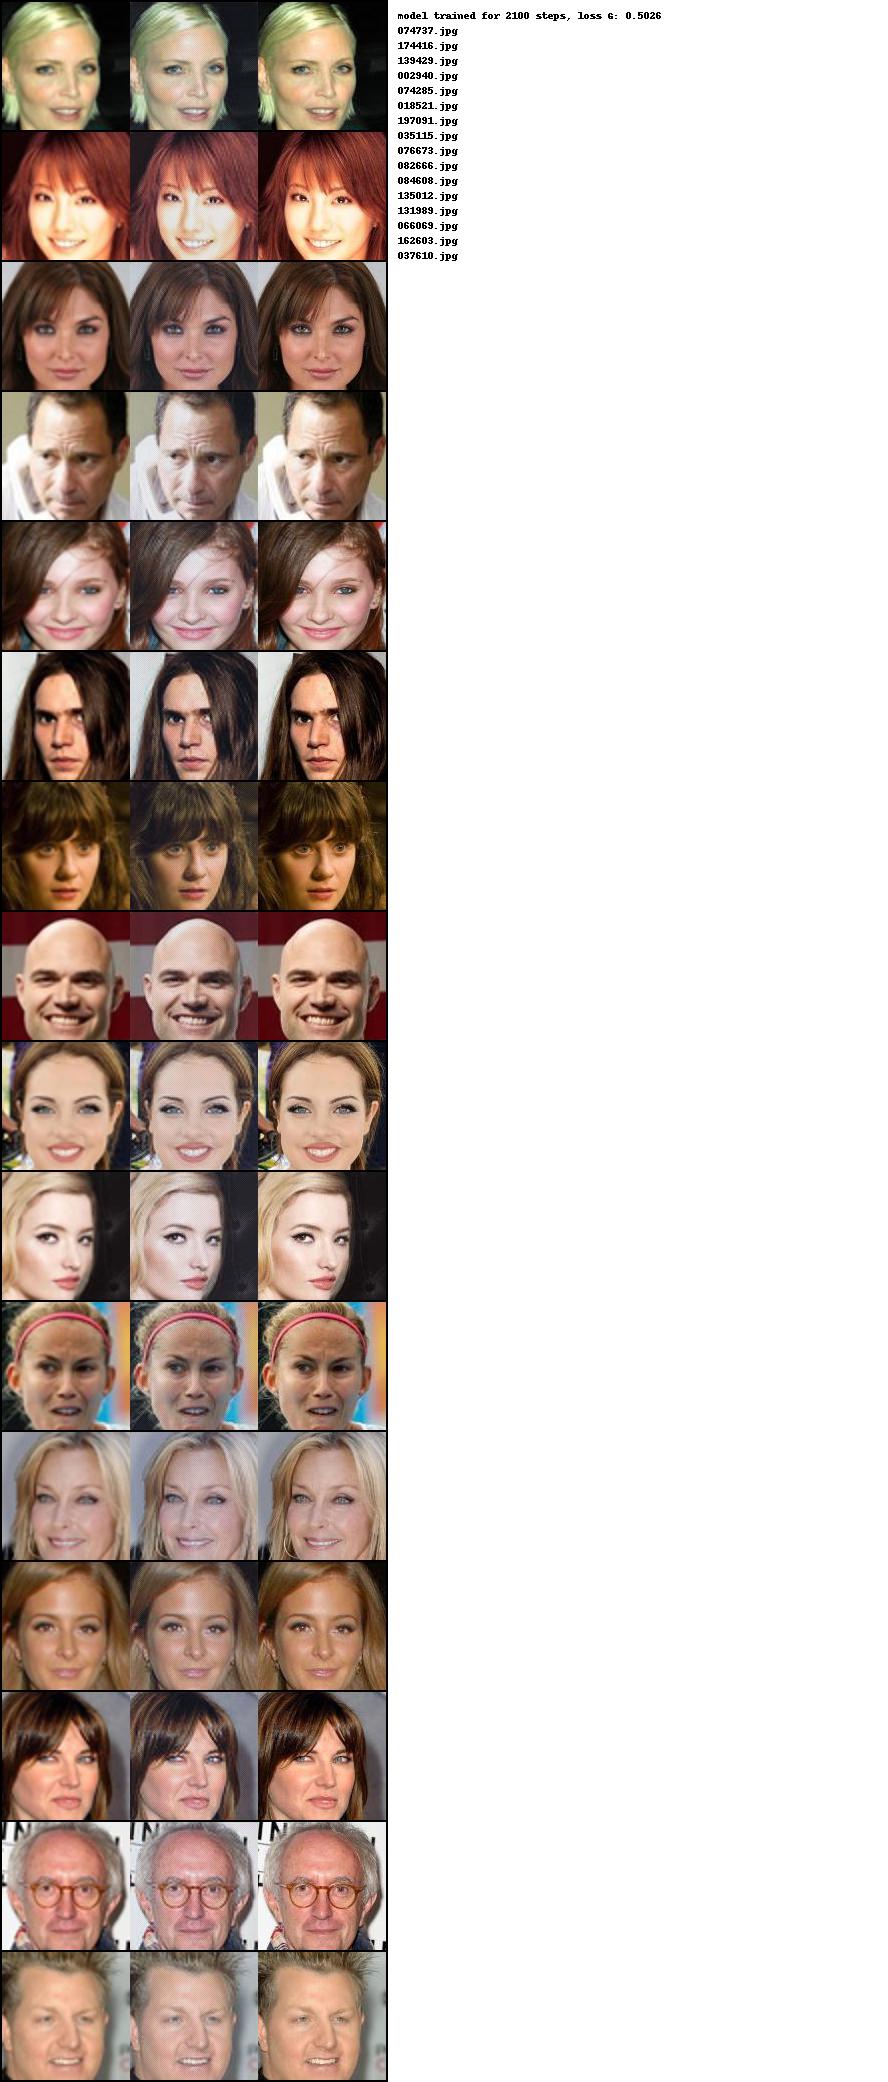 model trained for 2100 steps, loss G: 0.5026
074737.jpg
174416.jpg
139429.jpg
002940.jpg
074285.jpg
018521.jpg
197091.jpg
035115.jpg
076673.jpg
082666.jpg
084608.jpg
135012.jpg
131989.jpg
066069.jpg
162603.jpg
037610.jpg